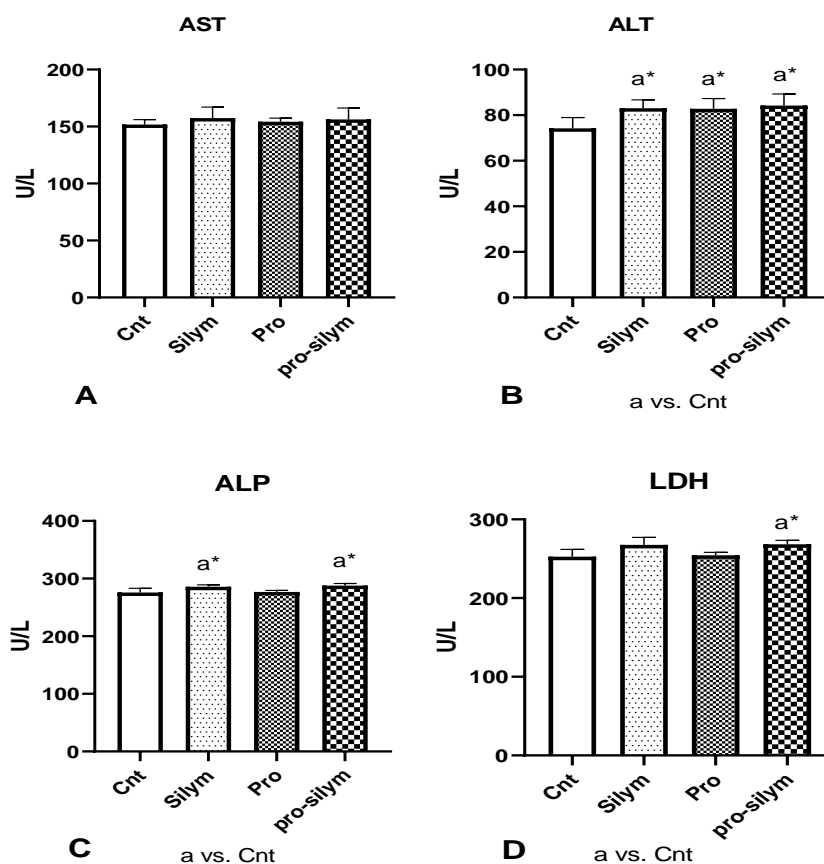 AST
200
150
100
50
0
U/L
Cnt
Silym
Pro
pro-silym
A
ALT
100
80
60
40
20
0
U/L
a*
a*
a*
Cnt
Silym
Pro
pro-silym
B
a vs. Cnt
ALP
400
300
200
100
0
U/L
a*
a*
Cnt
Silym
Pro
pro-silym
C
a vs. Cnt
LDH
300
200
100
0
U/L
a*
Cnt
Silym
Pro
pro-silym
D
a vs. Cnt